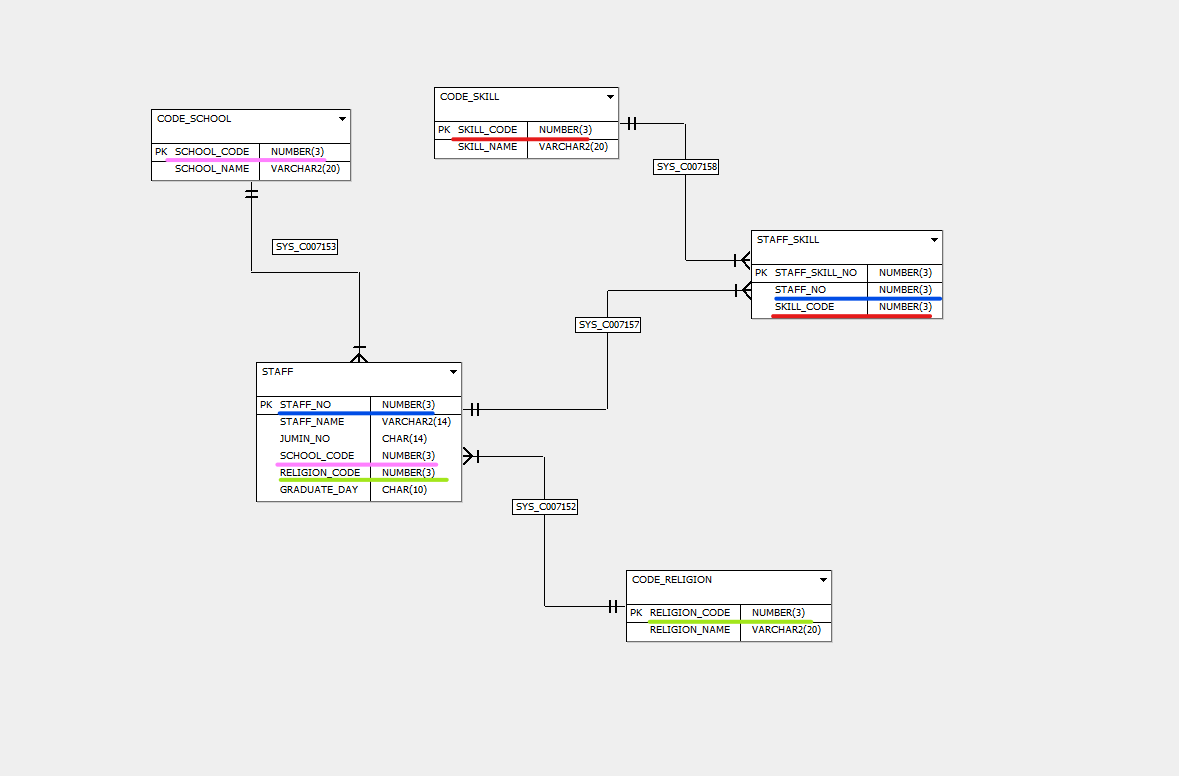 CODE_SCHOOL
PK SCHOOL_CODE NUMBER(3)
SCHOOL_NAME VARCHAR2(20)
CODE_SKILL
PK SKILL_CODE NUMBER(3)
SKILL_NAME VARCHAR2(20)
SYS_C007158
SYS_C007153
STAFF_SKILL
PK STAFF_SKILL_NO NUMBER(3)
STAFF_NO NUMBER(3)
SKILL_CODE NUMBER(3)
SYS_C007157
STAFF
PK STAFF_NO NUMBER(3)
STAFF_NAME VARCHAR2(14)
JUMIN_NO CHAR(14)
SCHOOL_CODE NUMBER(3)
RELIGION_CODE NUMBER(3)
GRADUATE_DAY CHAR(10)
SYS_C007152
CODE_RELIGION
PK RELIGION_CODE NUMBER(3)
RELIGION_NAME VARCHAR2(20)